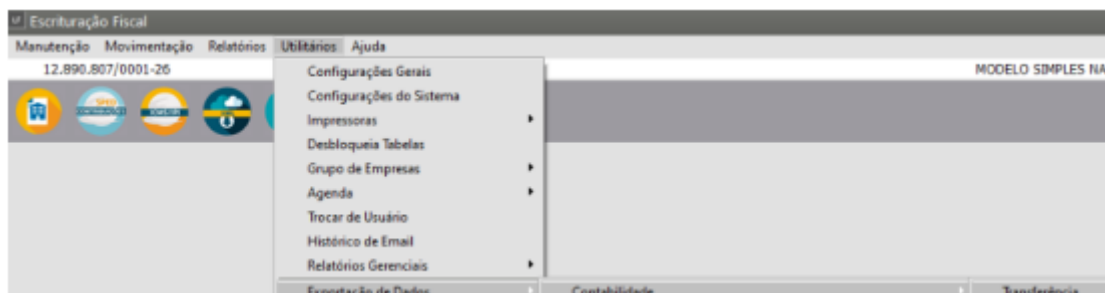 Escrituração Fiscal
Manutenção Movimentação Relatórios Utilitários Ajuda
12.890.807/0001-26 MODELO SIMPLES NA
Configurações Gerais
Configurações do Sistema
Impressoras
Desbloqueia Tabelas
Grupo de Empresas
Agenda
Trocar de Usuário
Histórico de Email
Relatórios Gerenciais
Exportação de Dados Contabilidade Transferência